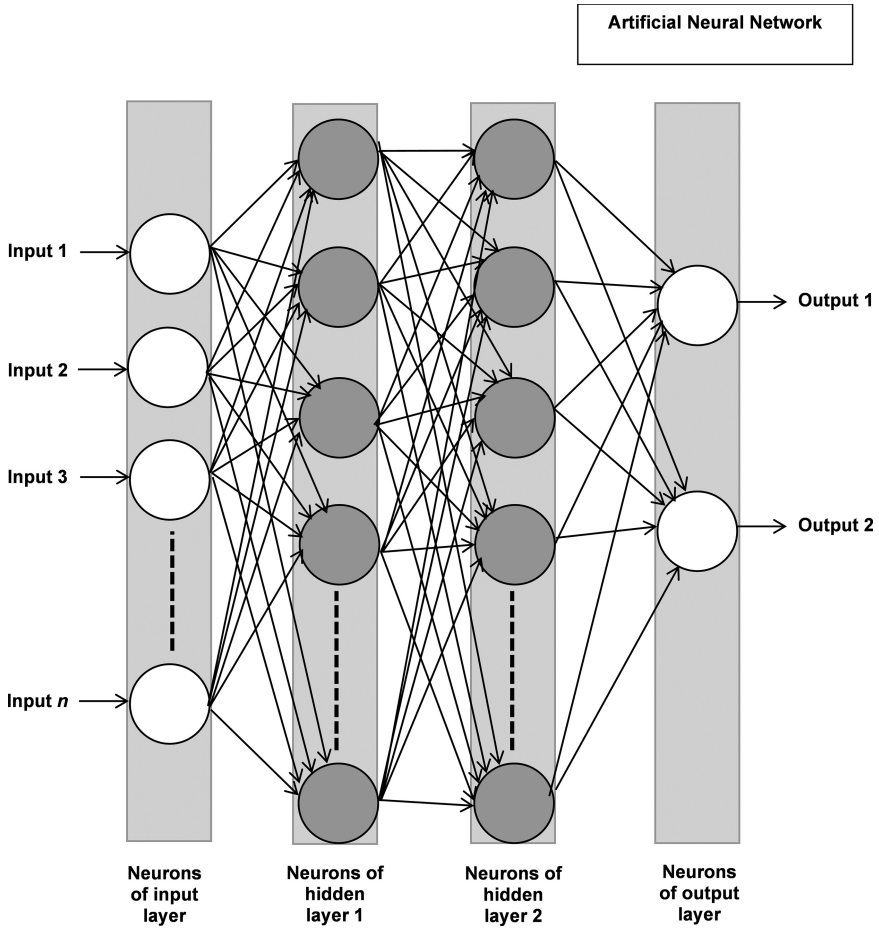 Artificial Neural Network
Input 1
Input 2
Input 3
Input n
Output 1
Output 2
Neurons
of input
layer
Neurons of
hidden
layer 1
Neurons of
hidden
layer 2
Neurons
of output
layer